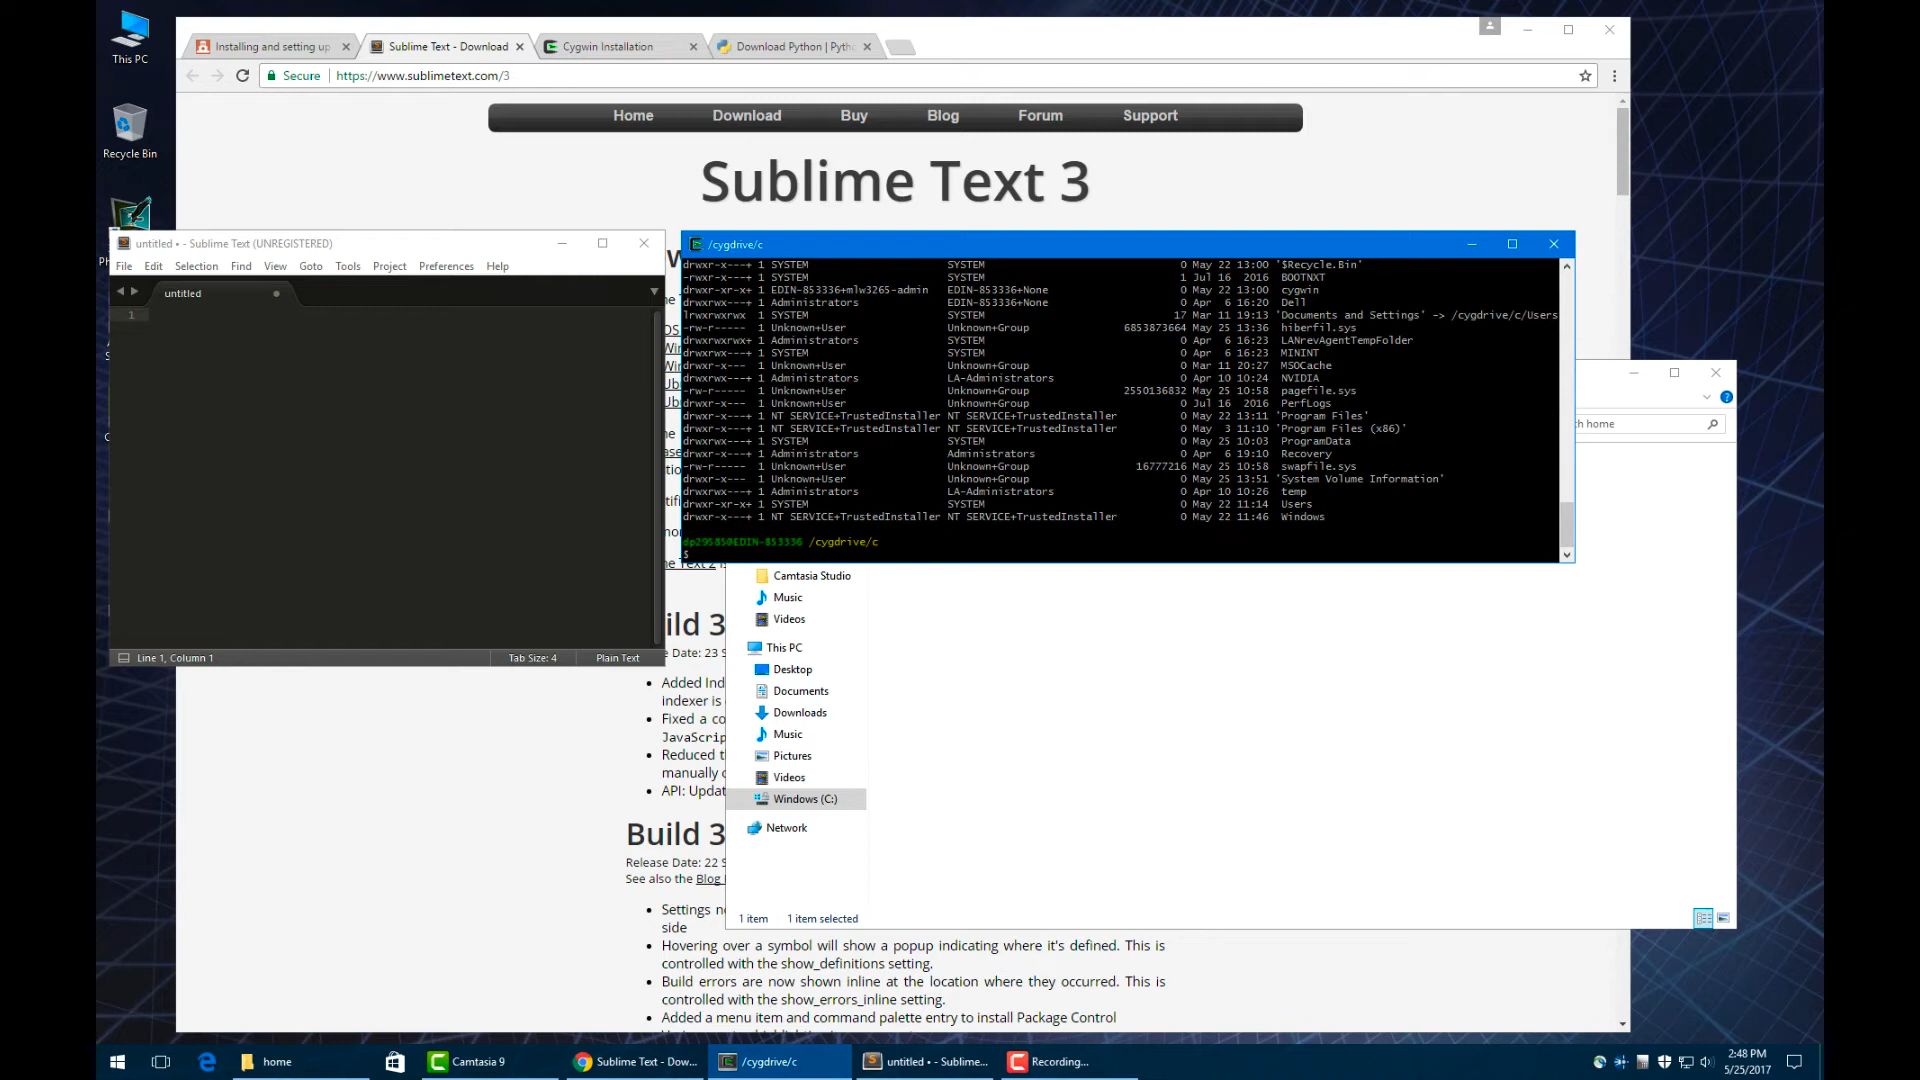 This PC
Recycle Bin
Installing and setting up
Sublime Text - Download
Cygwin Installation
Download Python | Pyth
Secure
https://www.sublimetext.com/3
Home
Download
Buy
Blog
Forum
Support
Sublime Text 3
untitled • - Sublime Text (UNREGISTERED)
File Edit Selection Find View Goto Tools Project Preferences Help
untitled
1
Line 1, Column 1
Tab Size: 4
Plain Text
/cygdrive/c
drwxr-x---+ 1 SYSTEM SYSTEM 0 May 22 13:00 '$Recycle.Bin'
-rwxr-x---+ 1 SYSTEM SYSTEM 1 Jul 16 2016 BOOTNXT
drwxr-xr-x+ 1 EDIN-853336+mlw3265-admin EDIN-853336+None 0 May 22 13:00 cygwin
drwxrwx---+ 1 Administrators EDIN-853336+None 0 Apr 6 16:20 Dell
lrwxrwxrwx 1 SYSTEM SYSTEM 17 Mar 11 19:13 'Documents and Settings' -> /cygdrive/c/Users
-rw-r----- 1 Unknown+User Unknown+Group 6853873664 May 25 13:36 hiberfil.sys
drwxrwxrwx+ 1 Administrators EDIN-853336+None 0 Apr 6 16:23 LANrevAgentTempFolder
drwxrwx---+ 1 SYSTEM SYSTEM 0 Apr 6 16:23 MININT
drwxr-x--- 1 Unknown+User Unknown+Group 0 Mar 11 20:27 MSOCache
drwxrwx---+ 1 Administrators LA-Administrators 0 Apr 10 10:24 NVIDIA
-rw-r----- 1 Unknown+User Unknown+Group 2550136832 May 25 10:58 pagefile.sys
drwxr-x--- 1 Unknown+User Unknown+Group 0 Jul 16 2016 PerfLogs
drwxr-x---+ 1 NT SERVICE+TrustedInstaller NT SERVICE+TrustedInstaller 0 May 22 13:11 'Program Files'
drwxr-x---+ 1 NT SERVICE+TrustedInstaller NT SERVICE+TrustedInstaller 0 May 3 11:10 'Program Files (x86)'
drwxr-x---+ 1 SYSTEM SYSTEM 0 May 25 10:03 ProgramData
drwxr-x---+ 1 Administrators Administrators 0 Apr 6 19:10 Recovery
-rw-r----- 1 Unknown+User Unknown+Group 16777216 May 25 10:58 swapfile.sys
drwxr-x--- 1 Unknown+User Unknown+Group 0 May 25 13:51 'System Volume Information'
drwxrwx---+ 1 Administrators LA-Administrators 0 Apr 10 10:26 temp
drwxr-xr-x+ 1 SYSTEM SYSTEM 0 May 22 11:14 Users
drwxr-x---+ 1 NT SERVICE+TrustedInstaller NT SERVICE+TrustedInstaller 0 May 22 11:46 Windows
dp29585@EDIN-853336 /cygdrive/c
$
h home
Camtasia Studio
Music
Videos
This PC
Desktop
Documents
Downloads
Music
Pictures
Videos
Windows (C:)
Network
1 item 1 item selected
ild 3
e Date: 23 S
Added Ind
indexer is
Fixed a co
JavaScrip
Reduced t
manually c
API: Updat
Build 3
Release Date: 22 S
See also the Blog
Settings n
side
Hovering over a symbol will show a popup indicating where it's defined. This is
controlled with the show_definitions setting.
Build errors are now shown inline at the location where they occurred. This is
controlled with the show_errors_inline setting.
Added a menu item and command palette entry to install Package Control
home
Camtasia 9
Sublime Text - Dow...
/cygdrive/c
untitled • - Sublime...
Recording...
2:48 PM
5/25/2017